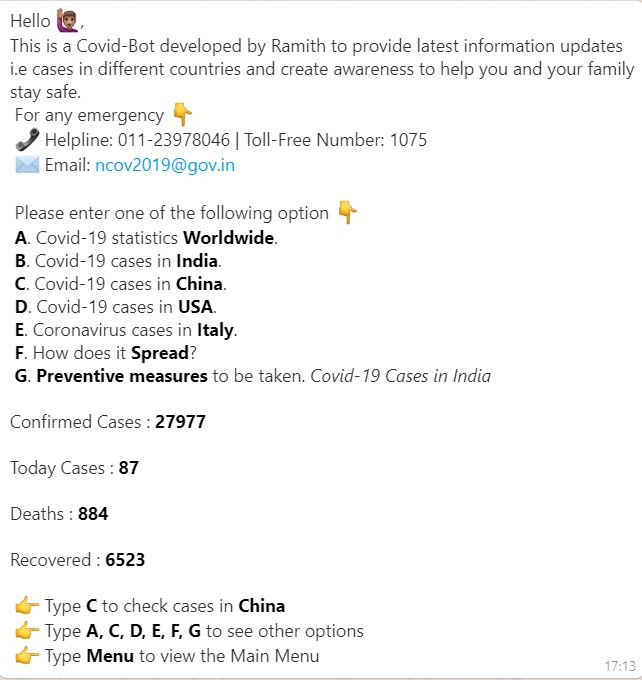 Hello 🙋🏽‍♂️,
This is a Covid-Bot developed by Ramith to provide latest information updates
i.e cases in different countries and create awareness to help you and your family
stay safe.
For any emergency 👇
📞 Helpline: 011-23978046 | Toll-Free Number: 1075
✉️ Email: ncov2019@gov.in
Please enter one of the following option 👇
A. Covid-19 statistics Worldwide.
B. Covid-19 cases in India.
C. Covid-19 cases in China.
D. Covid-19 cases in USA.
E. Coronavirus cases in Italy.
F. How does it Spread?
G. Preventive measures to be taken. Covid-19 Cases in India
Confirmed Cases : 27977
Today Cases : 87
Deaths : 884
Recovered : 6523
👉 Type C to check cases in China
👉 Type A, C, D, E, F, G to see other options
👉 Type Menu to view the Main Menu
17:13